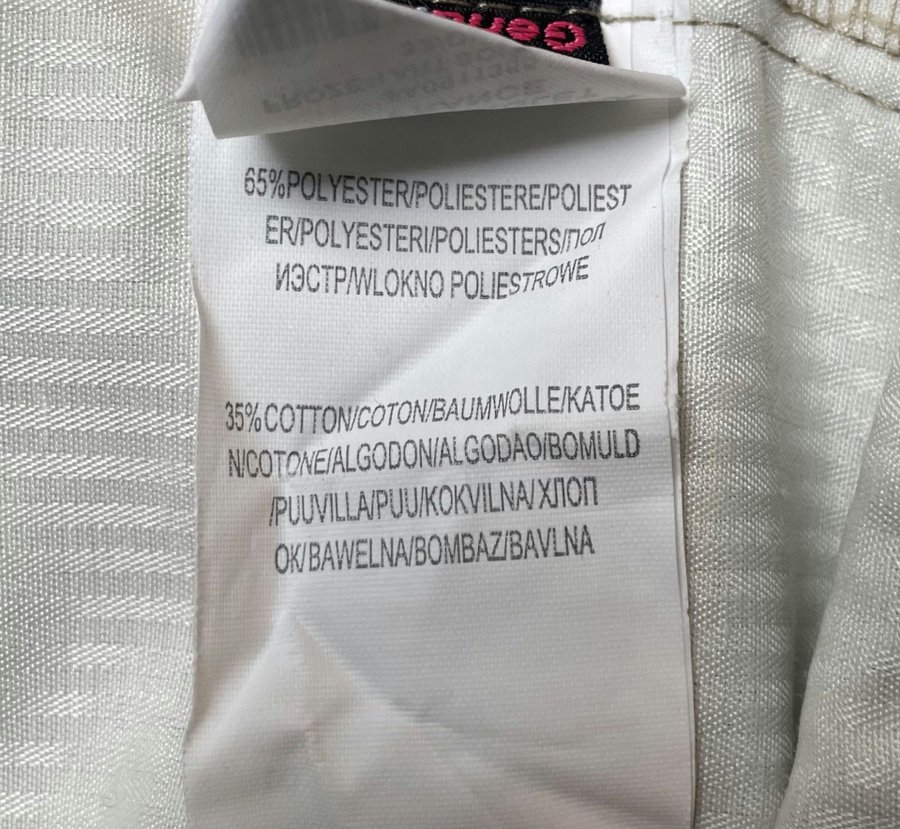 65%POLYESTER/POLIESTERE/POLIEST
ER/POLYESTERI/POLIESTERS/ПОЛ
ИЭСТР/WLOKNO POLIESTROWE
35%COTTON/COTON/BAUMWOLLE/KATOE
N/COTONE/ALGODON/ALGODAO/BOMULD
/PUUVILLA/PUU/KOKVILNA/ХЛОП
OK/BAWELNA/BOMBAZ/BAVLNA